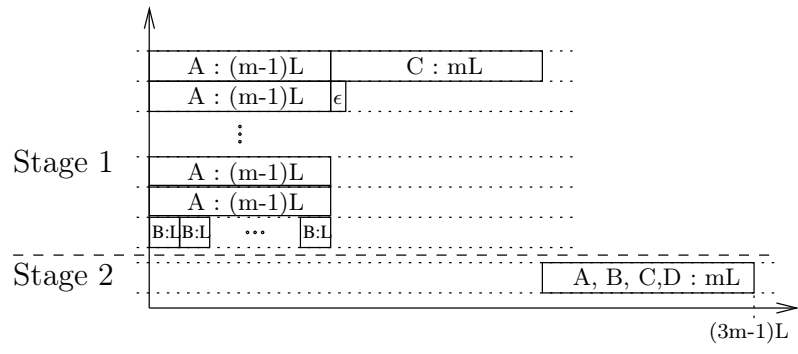 A : (m-1)L C : mL
A : (m-1)L ϵ
Stage 1
A : (m-1)L
A : (m-1)L
B:L B:L ... B:L
Stage 2
A, B, C,D : mL
(3m-1)L